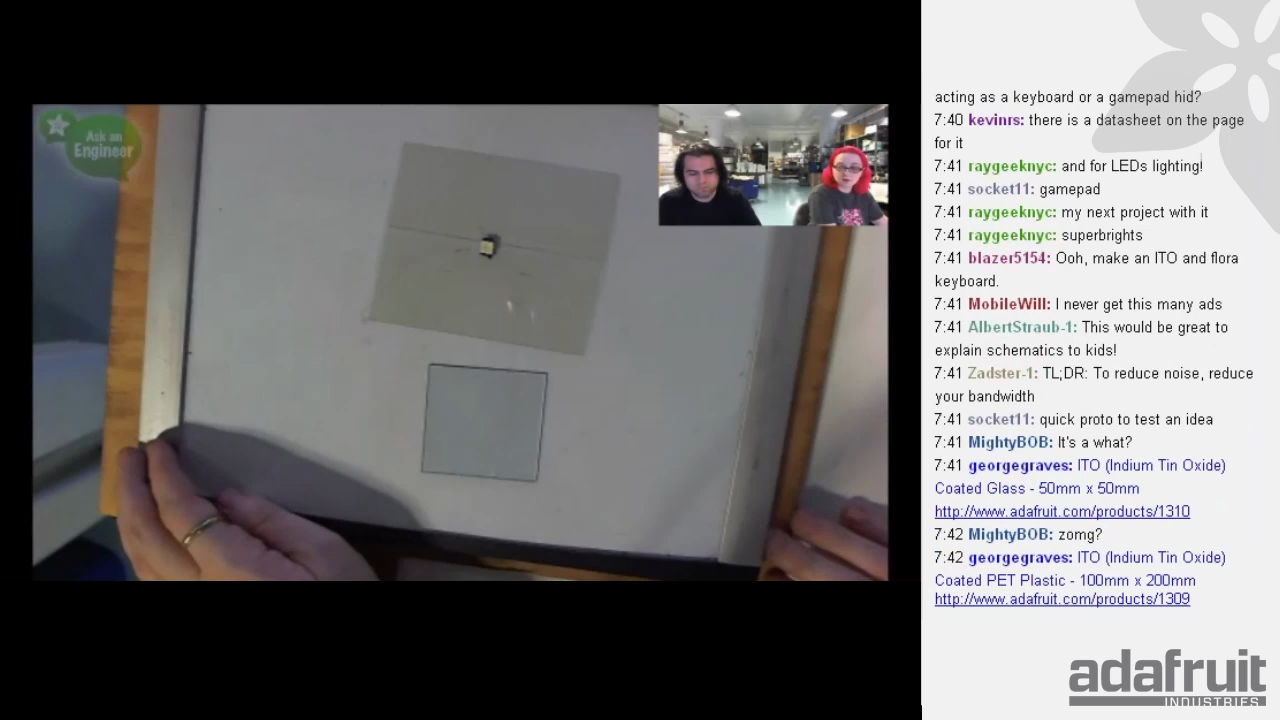 Ask an
Engineer
acting as a keyboard or a gamepad hid?
7:40 kevinrs: there is a datasheet on the page
for it
7:41 raygeeknyc: and for LEDs lighting!
7:41 socket11: gamepad
7:41 raygeeknyc: my next project with it
7:41 raygeeknyc: superbrights
7:41 blazer5154: Ooh, make an ITO and flora
keyboard.
7:41 MobileWill: I never get this many ads
7:41 AlbertStraub-1: This would be great to
explain schematics to kids!
7:41 Zadster-1: TL;DR: To reduce noise, reduce
your bandwidth
7:41 socket11: quick proto to test an idea
7:41 MightyBOB: It's a what?
7:41 georgegraves: ITO (Indium Tin Oxide)
Coated Glass - 50mm x 50mm
http://www.adafruit.com/products/1310
7:42 MightyBOB: zomg?
7:42 georgegraves: ITO (Indium Tin Oxide)
Coated PET Plastic - 100mm x 200mm
http://www.adafruit.com/products/1309
adafruit
INDUSTRIES